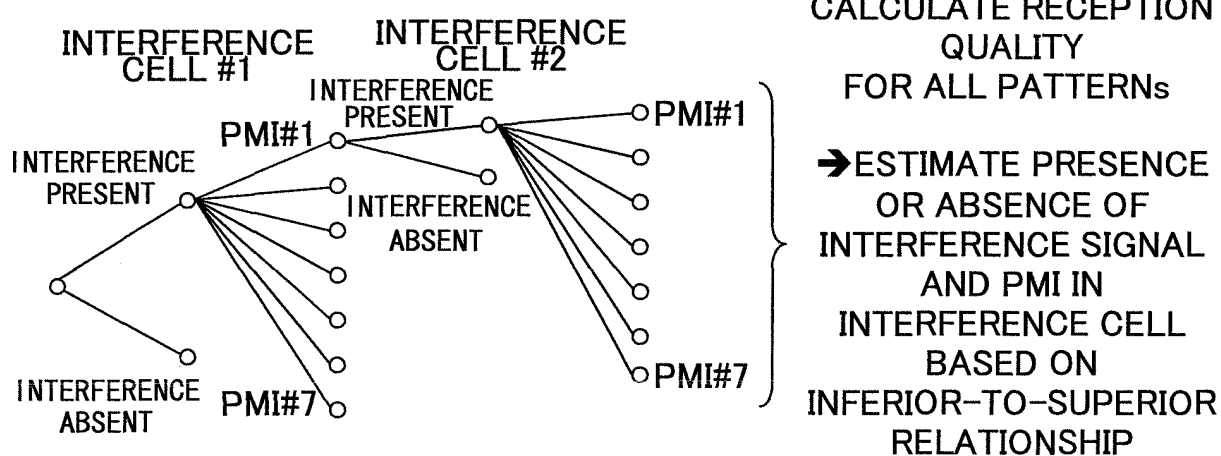 INTERFERENCE
CELL #1
INTERFERENCE
CELL #2
INTERFERENCE
PRESENT
PMI#1
INTERFERENCE
PRESENT
PMI#1
INTERFERENCE
ABSENT
INTERFERENCE
ABSENT
PMI#7
PMI#7
CALCULATE RECEPTION
QUALITY
FOR ALL PATTERNs
➔ESTIMATE PRESENCE
OR ABSENCE OF
INTERFERENCE SIGNAL
AND PMI IN
INTERFERENCE CELL
BASED ON
INFERIOR-TO-SUPERIOR
RELATIONSHIP